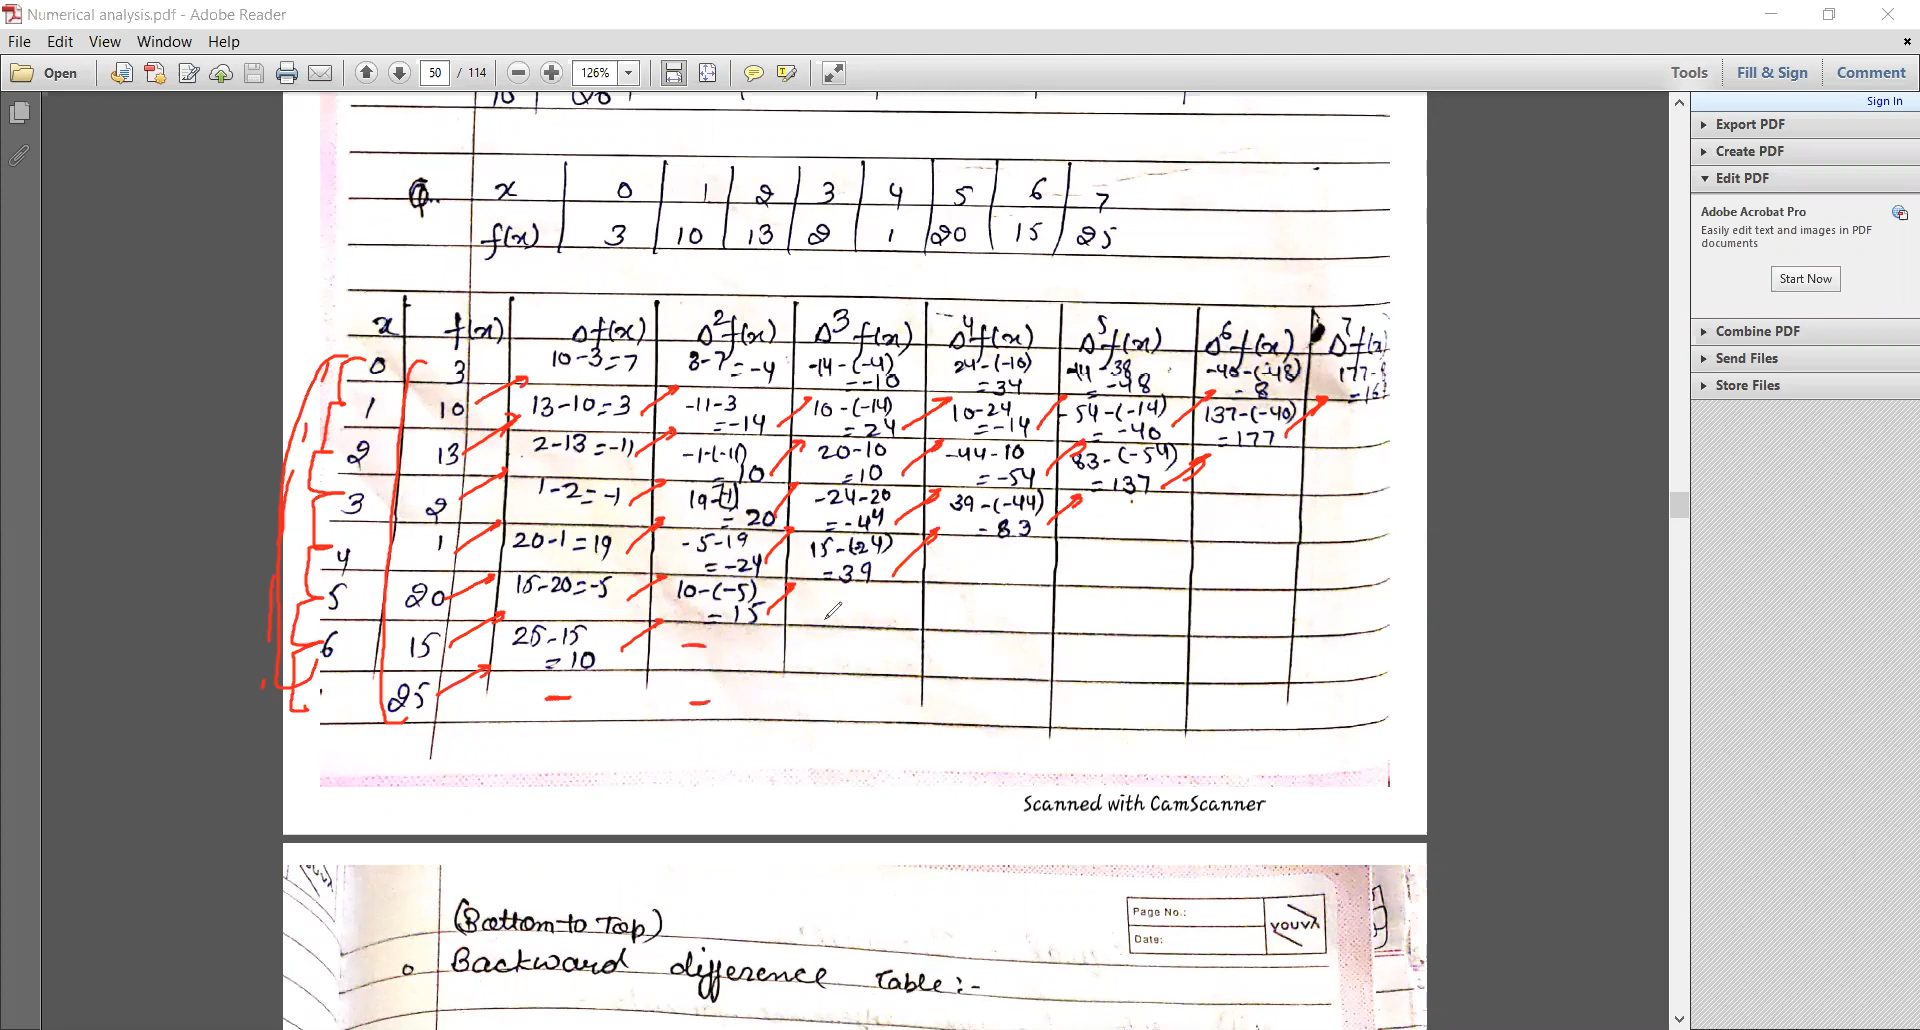 Numerical analysis.pdf - Adobe Reader
File Edit View Window Help
Open 50 / 114 126% Tools Fill & Sign Comment
Sign In
Export PDF
Create PDF
Edit PDF
Adobe Acrobat Pro
Easily edit text and images in PDF
documents
Start Now
Combine PDF
Send Files
Store Files
10 20
Q. x 0 1 2 3 4 5 6 7
f(x) 3 10 13 2 1 20 15 25
x f(x) Δf(x) Δ²f(x) Δ³f(x) Δ⁴f(x) Δ⁵f(x) Δ⁶f(x) Δ⁷f(x)
0 3 10-3=7 3-7=-4 -14-(-4) =-10 24-(-10) =34 -14-38 =-48 -40-(-48) =8 177-8
1 10 13-10=3 -11-3 =-14 10-(-14) =24 10-24 =-14 -54-(-14) =-40 137-(-40) =177
2 13 2-13=-11 -1-(-11) =10 20-10 =10 -44-10 =-54 83-(-54) =137
3 2 1-2=-1 19-(-1) =20 -24-20 =-44 39-(-44) =83
4 1 20-1=19 -5-19 =-24 15-(24) =39
5 20 15-20=-5 10-(-5) =15
6 15 25-15 =10 -
25 - -
Scanned with CamScanner
(Bottom to Top)
Page No.:
Date:
YOUVA
Backward difference Table:-